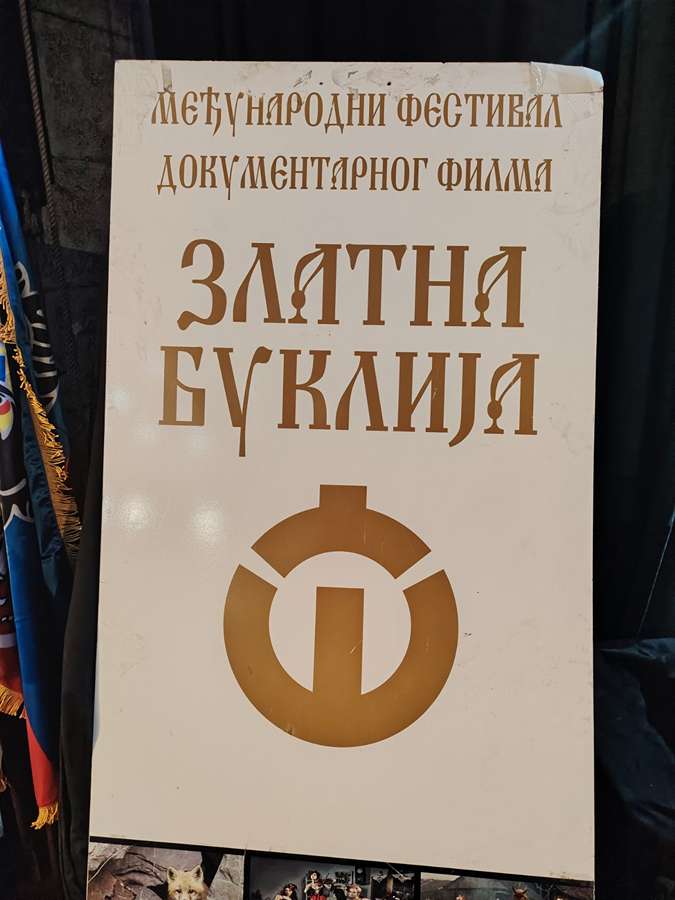 МЕЂУНАРОДНИ ФЕСТИВАЛ
ДОКУМЕНТАРНОГ ФИЛМА
ЗЛАТНА
БУКЛИЈА